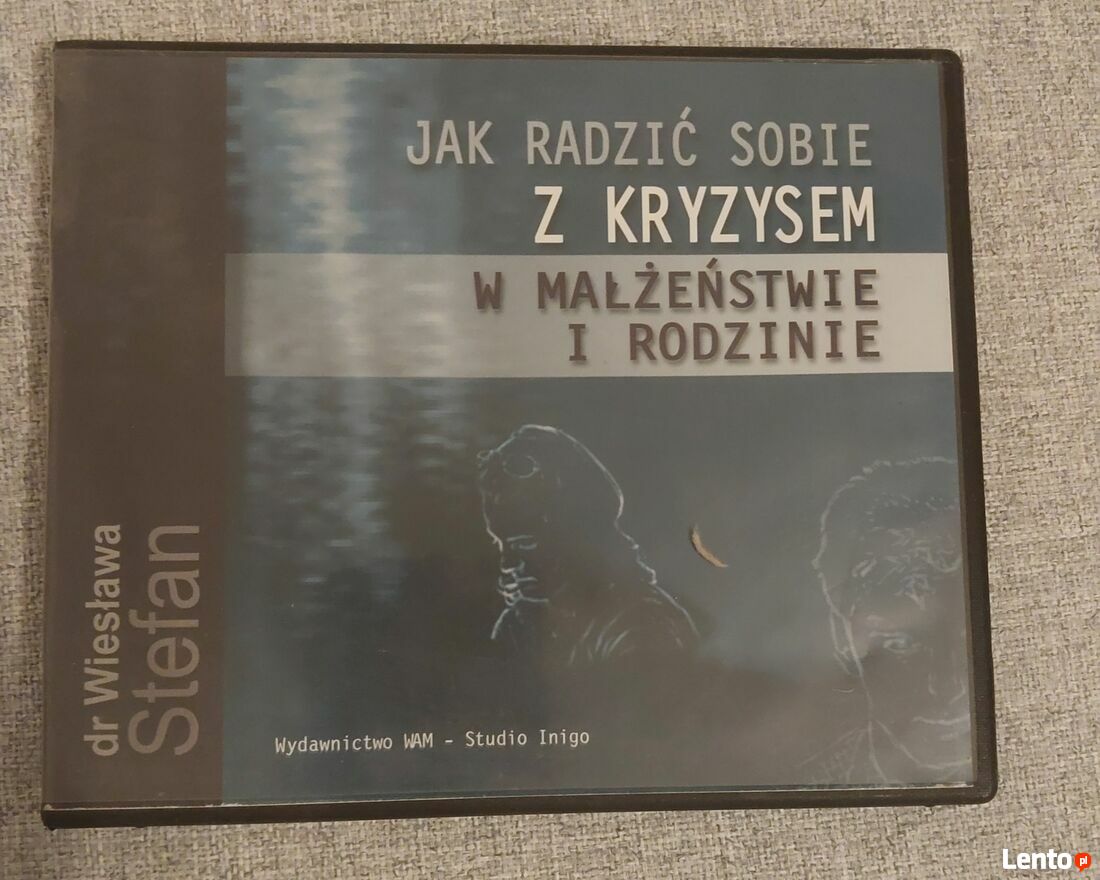 JAK RADZIĆ SOBIE
Z KRYZYSEM
W MAŁŻEŃSTWIE
I RODZINIE
dr Wiesława
Stefan
Wydawnictwo WAM – Studio Inigo
Lento pl